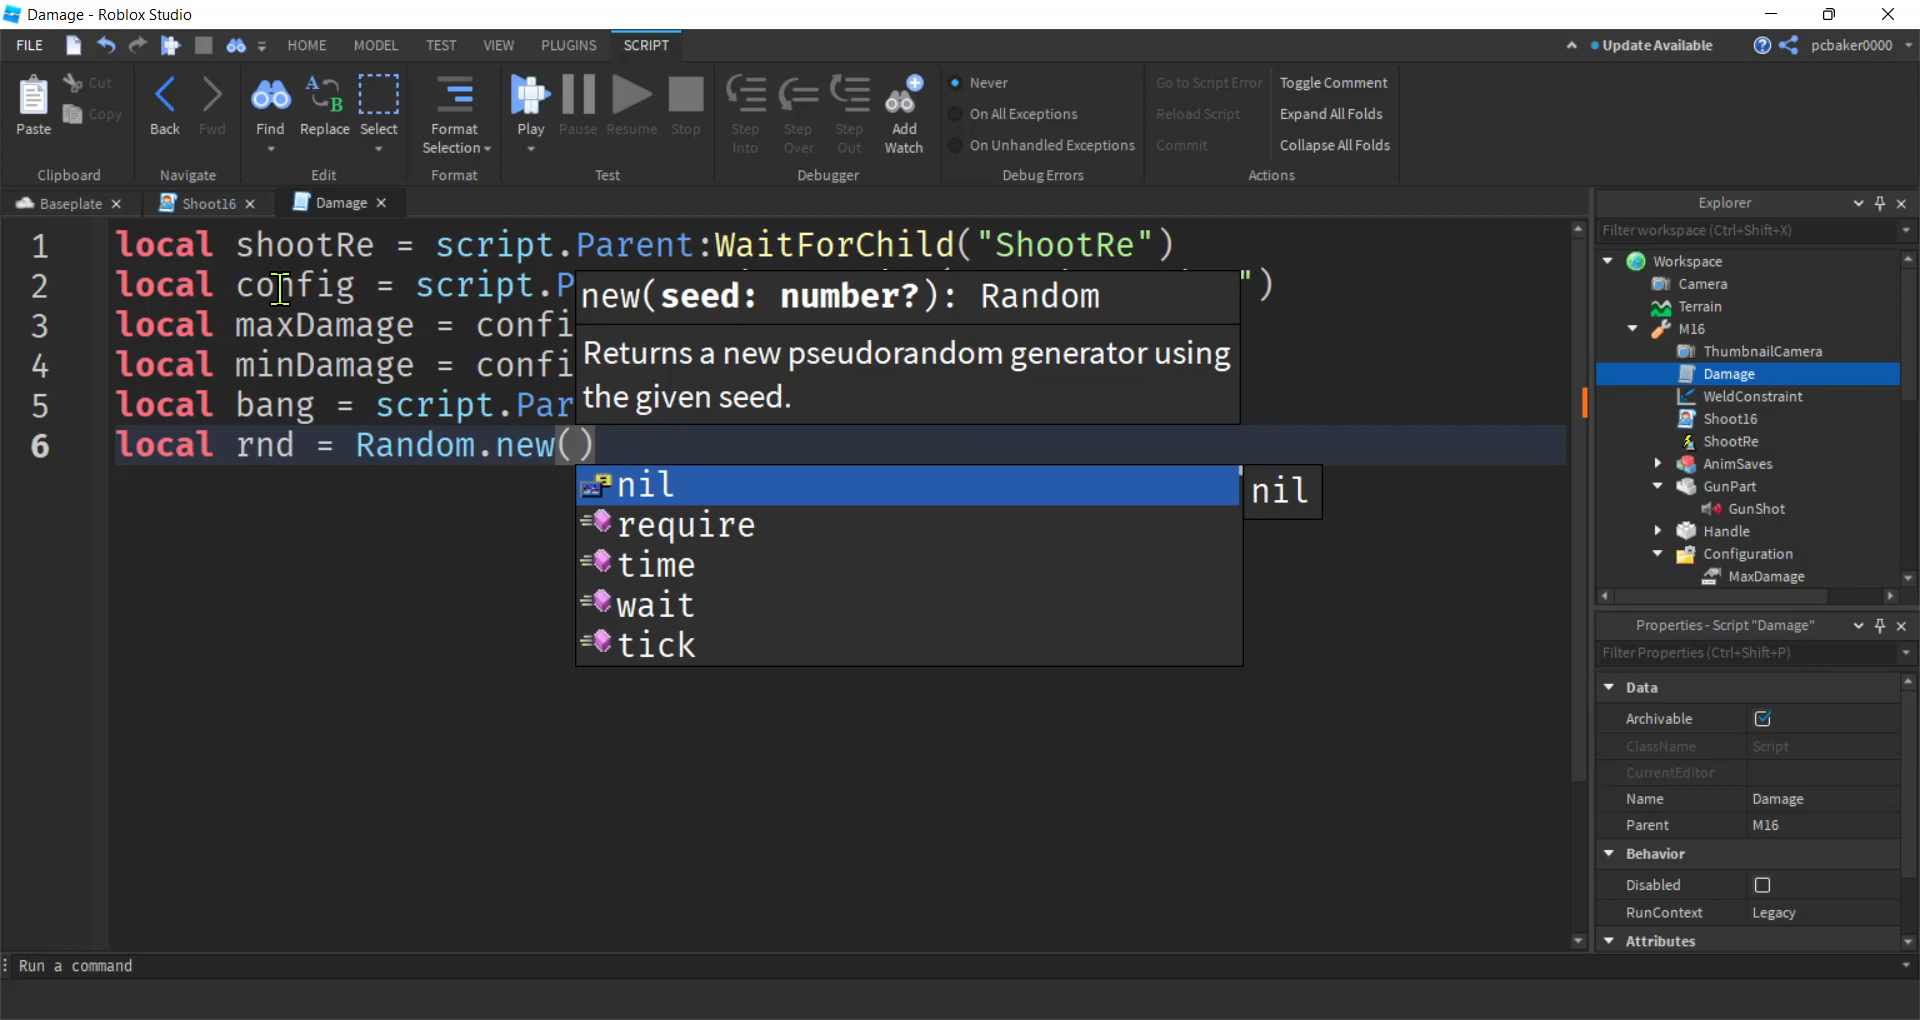 Damage - Roblox Studio
FILE HOME MODEL TEST VIEW PLUGINS SCRIPT Update Available pcbaker0000
Paste Cut Copy
Clipboard
Back Fwd
Navigate
Find Replace Select
Edit
Format Selection
Format
Play Pause Resume Stop
Test
Step Into Step Over Step Out Add Watch
Debugger
Never
On All Exceptions
On Unhandled Exceptions
Debug Errors
Go to Script Error
Reload Script
Commit
Toggle Comment
Expand All Folds
Collapse All Folds
Actions
Baseplate Shoot16 Damage
1 local shootRe = script.Parent:WaitForChild("ShootRe")
2 local config = script.P ")
3 local maxDamage = confi
4 local minDamage = confi
5 local bang = script.Par
6 local rnd = Random.new()
new(seed: number?): Random
Returns a new pseudorandom generator using
the given seed.
nil
require
time
wait
tick
nil
Explorer
Filter workspace (Ctrl+Shift+X)
Workspace
Camera
Terrain
M16
ThumbnailCamera
Damage
WeldConstraint
Shoot16
ShootRe
AnimSaves
GunPart
GunShot
Handle
Configuration
MaxDamage
Properties - Script "Damage"
Filter Properties (Ctrl+Shift+P)
Data
Archivable
ClassName Script
CurrentEditor
Name Damage
Parent M16
Behavior
Disabled
RunContext Legacy
Attributes
Run a command